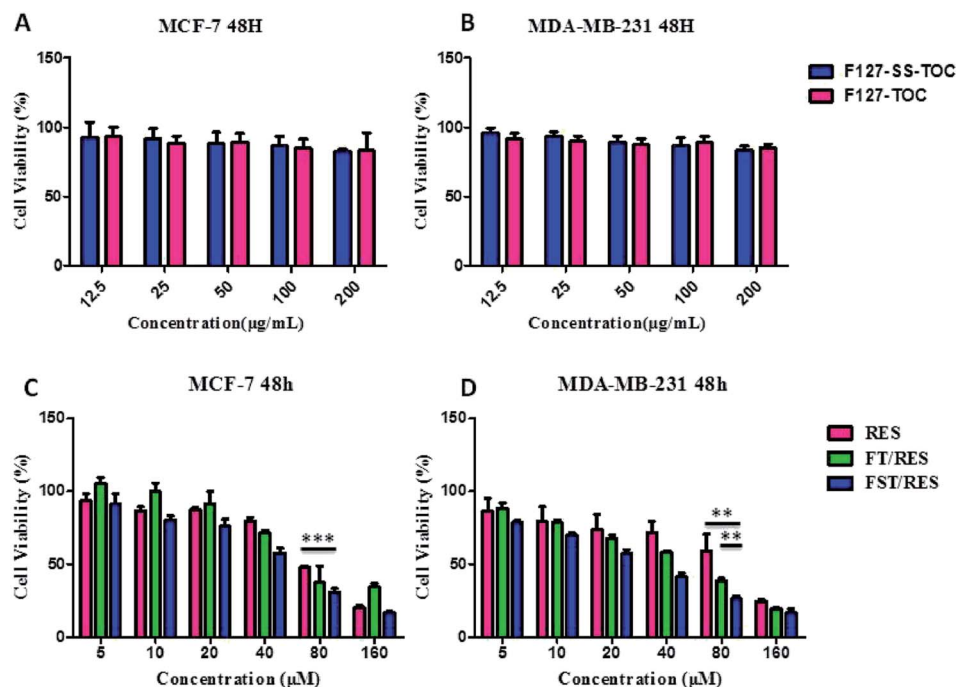 A
MCF-7 48H
150
100
50
0
Cell Viability (%)
12.5
25
50
100
200
Concentration(µg/mL)
B
MDA-MB-231 48H
150
100
50
0
Cell Viability (%)
12.5
25
50
100
200
Concentration(µg/mL)
F127-SS-TOC
F127-TOC
C
MCF-7 48h
150
100
50
0
Cell Viability (%)
***
5 10 20 40 80 160
Concentration (µM)
D
MDA-MB-231 48h
150
100
50
0
Cell Viability (%)
**
**
5 10 20 40 80 160
Concentration (µM)
RES
FT/RES
FST/RES